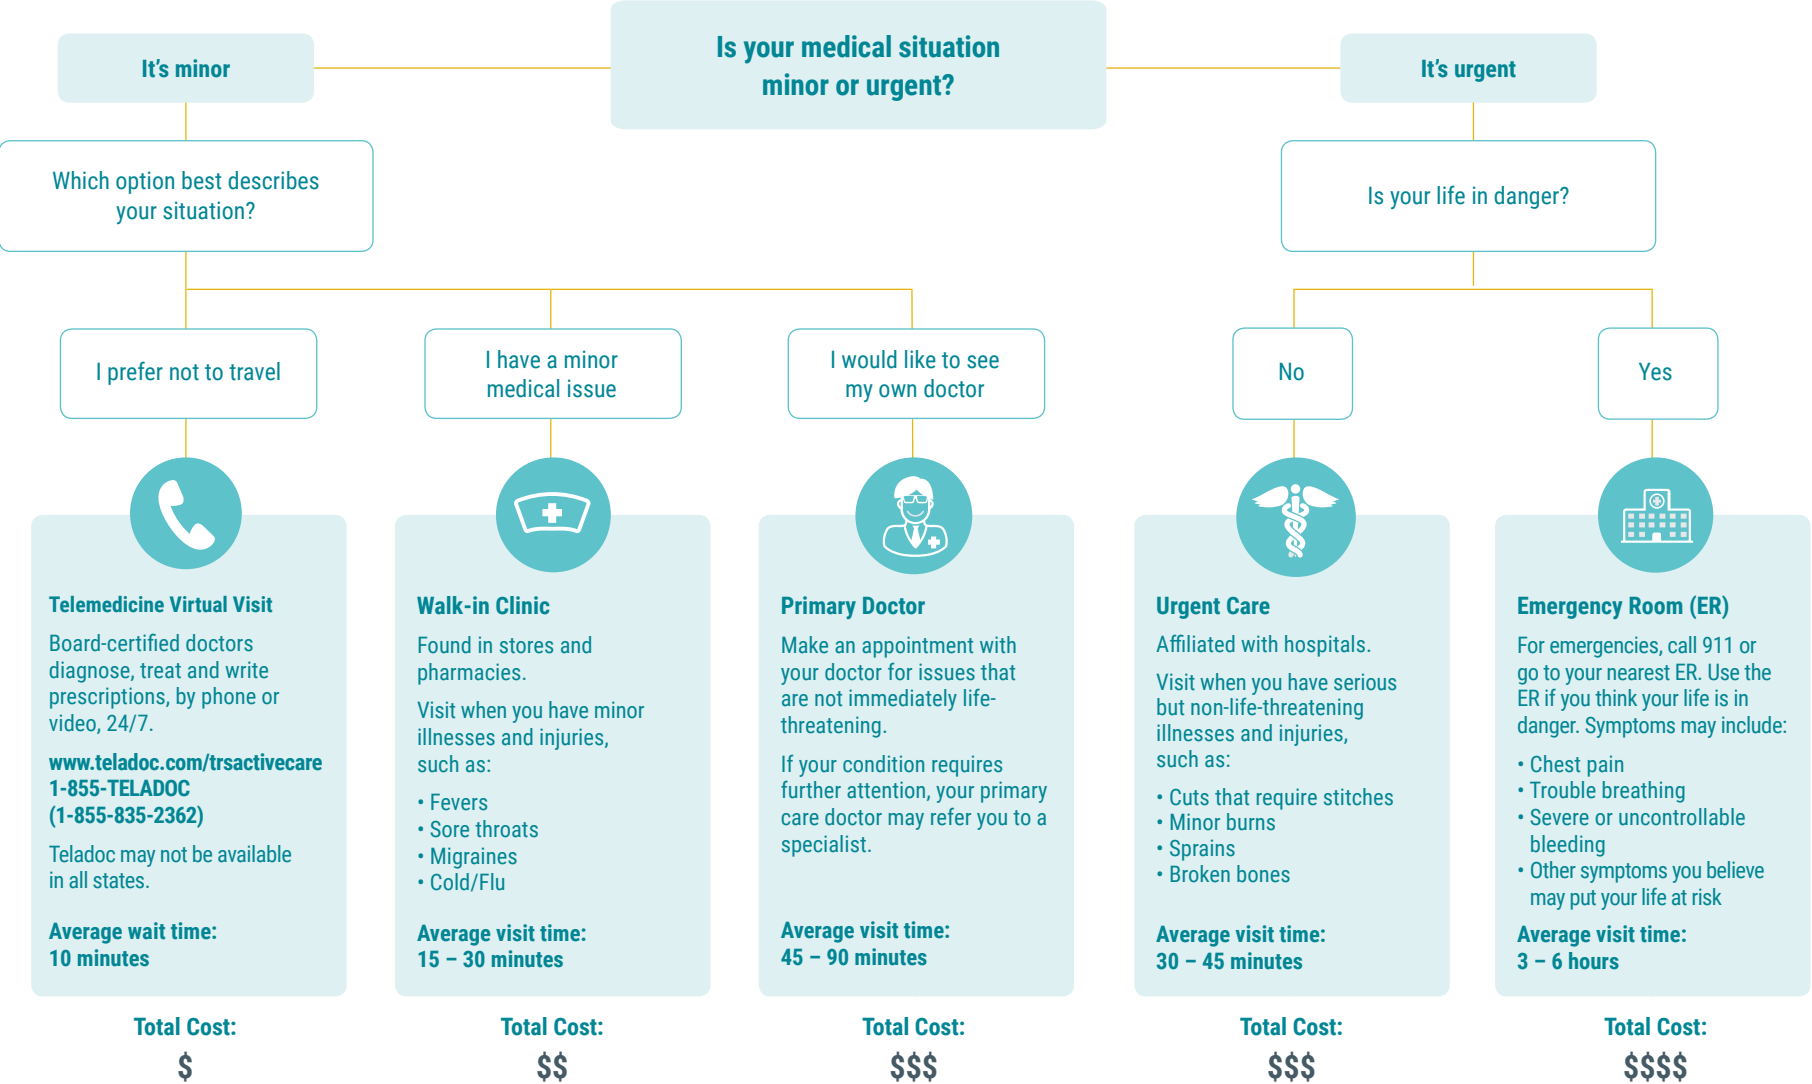 Is your medical situation
minor or urgent?
It's minor
It's urgent
Which option best describes
your situation?
Is your life in danger?
I prefer not to travel
I have a minor
medical issue
I would like to see
my own doctor
No
Yes
Telemedicine Virtual Visit
Board-certified doctors
diagnose, treat and write
prescriptions, by phone or
video, 24/7.
www.teladoc.com/trsactivecare
1-855-TELADOC
(1-855-835-2362)
Teladoc may not be available
in all states.
Average wait time:
10 minutes
Total Cost:
$
Walk-in Clinic
Found in stores and
pharmacies.
Visit when you have minor
illnesses and injuries,
such as:
• Fevers
• Sore throats
• Migraines
• Cold/Flu
Average visit time:
15 – 30 minutes
Total Cost:
$$
Primary Doctor
Make an appointment with
your doctor for issues that
are not immediately life-
threatening.
If your condition requires
further attention, your primary
care doctor may refer you to a
specialist.
Average visit time:
45 – 90 minutes
Total Cost:
$$$
Urgent Care
Affiliated with hospitals.
Visit when you have serious
but non-life-threatening
illnesses and injuries,
such as:
• Cuts that require stitches
• Minor burns
• Sprains
• Broken bones
Average visit time:
30 – 45 minutes
Total Cost:
$$$
Emergency Room (ER)
For emergencies, call 911 or
go to your nearest ER. Use the
ER if you think your life is in
danger. Symptoms may include:
• Chest pain
• Trouble breathing
• Severe or uncontrollable
bleeding
• Other symptoms you believe
may put your life at risk
Average visit time:
3 – 6 hours
Total Cost:
$$$$